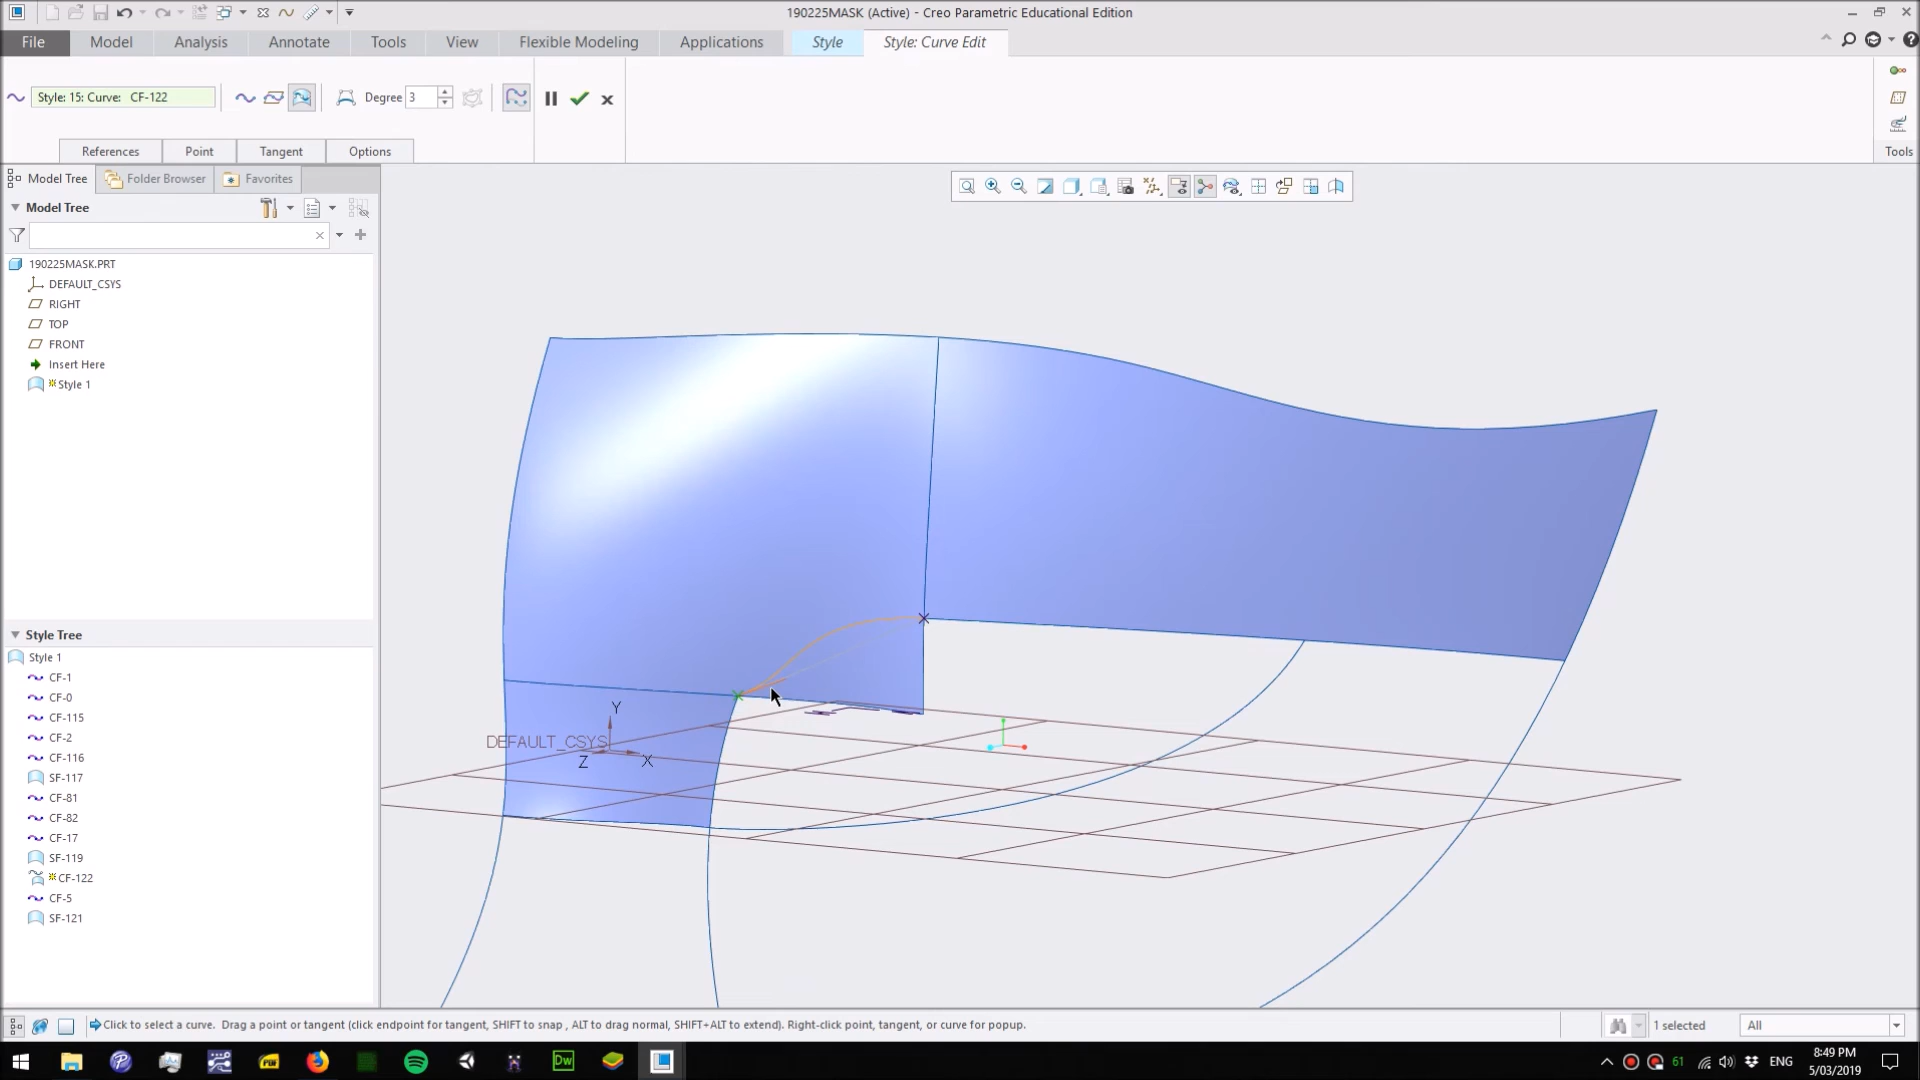 190225MASK (Active) - Creo Parametric Educational Edition
File
Model
Analysis
Annotate
Tools
View
Flexible Modeling
Applications
Style
Style: Curve Edit
Style: 15: Curve: CF-122
Degree 3
References
Point
Tangent
Options
Tools
Model Tree
Folder Browser
Favorites
Model Tree
190225MASK.PRT
DEFAULT_CSYS
RIGHT
TOP
FRONT
Insert Here
Style 1
Style Tree
Style 1
CF-1
CF-0
CF-115
CF-2
CF-116
SF-117
CF-81
CF-82
CF-17
SF-119
CF-122
CF-5
SF-121
Y
DEFAULT_CSYS
Z
X
Click to select a curve. Drag a point or tangent (click endpoint for tangent, SHIFT to snap , ALT to drag normal, SHIFT+ALT to extend). Right-click point, tangent, or curve for popup.
1 selected
All
Dw
61
ENG
8:49 PM
5/03/2019